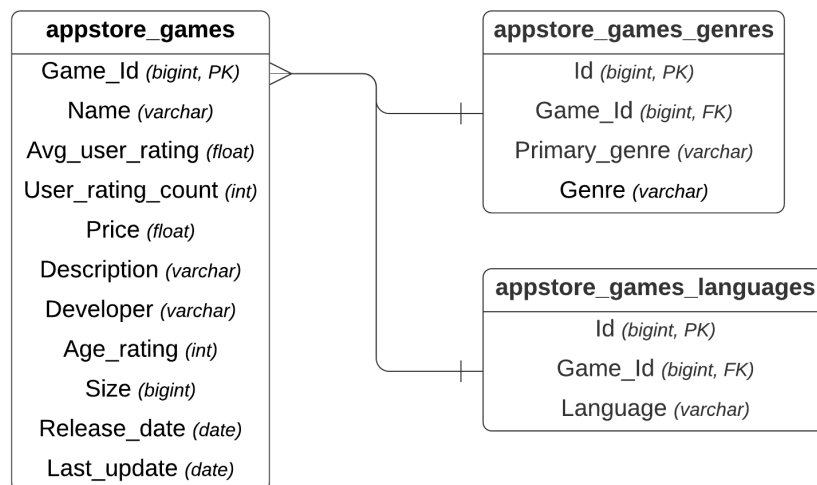 appstore_games
Game_Id (bigint, PK)
Name (varchar)
Avg_user_rating (float)
User_rating_count (int)
Price (float)
Description (varchar)
Developer (varchar)
Age_rating (int)
Size (bigint)
Release_date (date)
Last_update (date)
appstore_games_genres
Id (bigint, PK)
Game_Id (bigint, FK)
Primary_genre (varchar)
Genre (varchar)
appstore_games_languages
Id (bigint, PK)
Game_Id (bigint, FK)
Language (varchar)